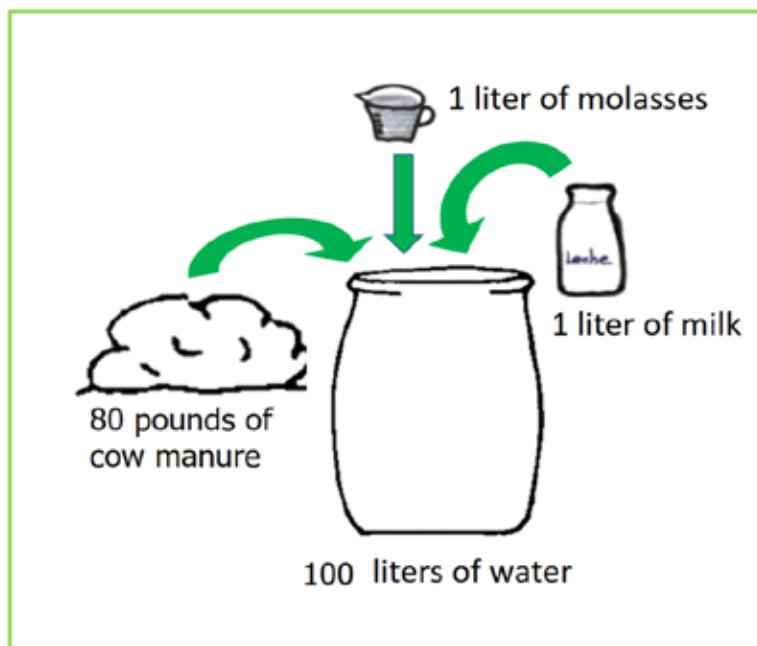 1 liter of molasses
Leche
1 liter of milk
80 pounds of
cow manure
100 liters of water